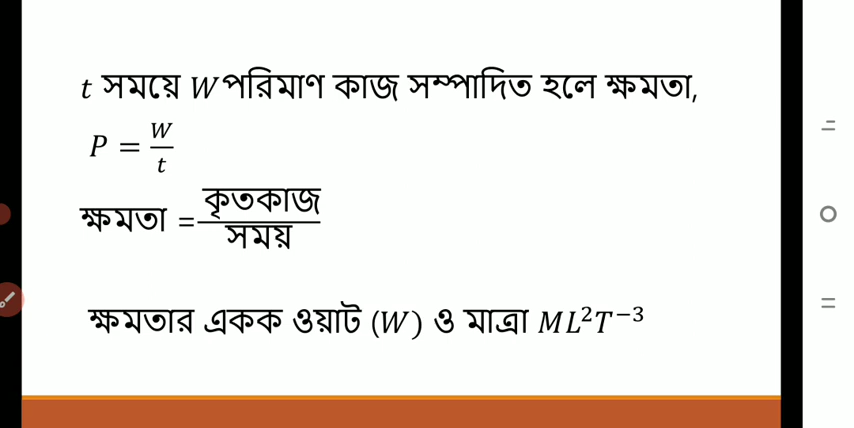 t সময়ে W পরিমাণ কাজ সম্পাদিত হলে ক্ষমতা,
P = W/t
ক্ষমতা = কৃতকাজ/সময়
ক্ষমতার একক ওয়াট (W) ও মাত্রা ML²T⁻³